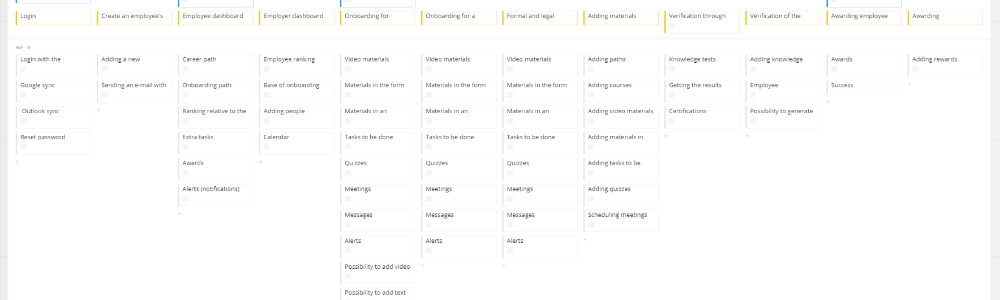 Login
Create an employee's
Employee dashboard
Employer dashboard
Onboarding for
Onboarding for a
Formal and legal
Adding materials
Verification through
Verification of the
Awarding employee
Awarding
Login with the
Adding a new
Career path
Employee ranking
Video materials
Video materials
Video materials
Adding paths
Knowledge tests
Adding knowledge
Awards
Adding rewards
Google sync
Sending an e-mail with
Onboarding path
Base of onboarding
Materials in the form
Materials in the form
Materials in the form
Adding courses
Getting the results
Employee
Success
Outlook sync
Ranking relative to the
Adding people
Materials in an
Materials in an
Materials in an
Adding video materials
Certifications
Possibility to generate
Reset password
Extra tasks
Calendar
Tasks to be done
Tasks to be done
Tasks to be done
Adding materials in
Awards
Quizzes
Quizzes
Quizzes
Adding tasks to be
Alerts (notifications)
Meetings
Meetings
Meetings
Adding quizzes
Messages
Messages
Messages
Scheduling meetings
Alerts
Alerts
Alerts
Possibility to add video
Possibility to add text